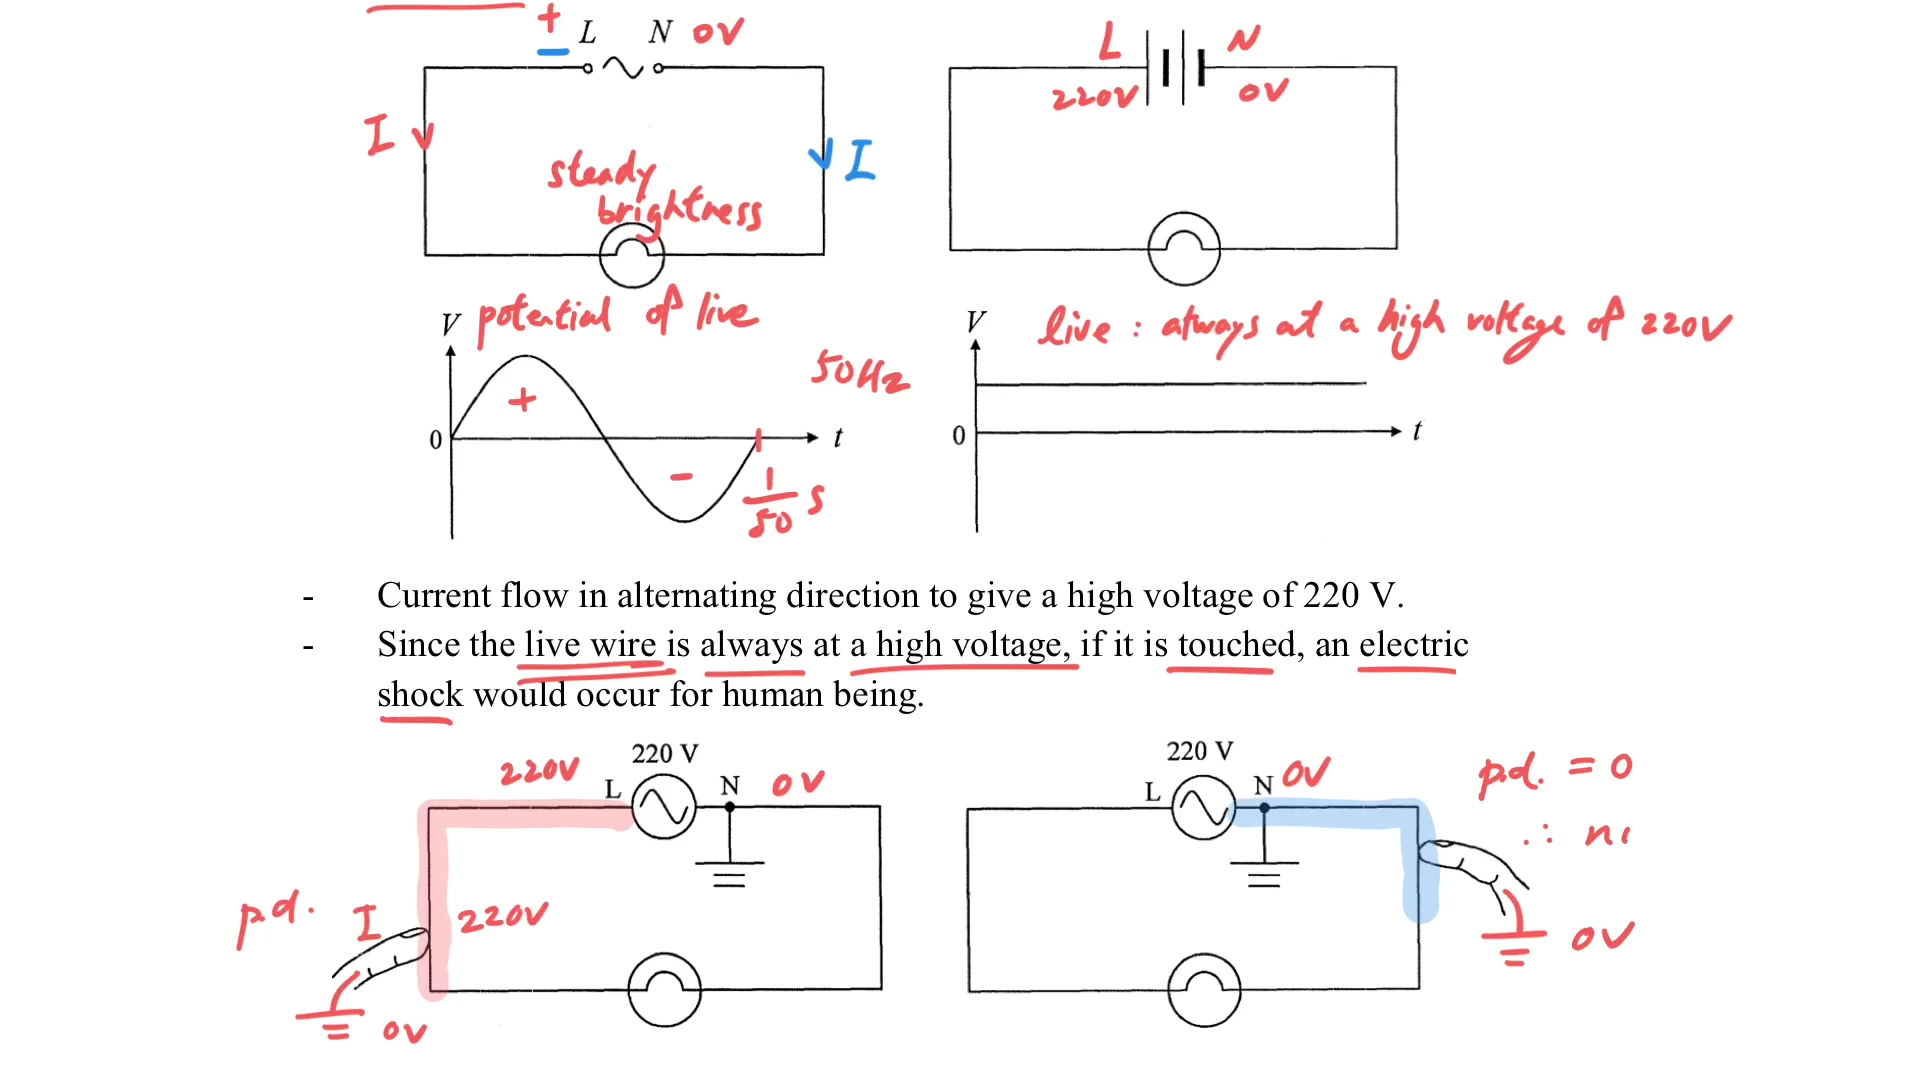 + L N 0V
L N
220V 0V
I
I
steady
brightness
V potential of live
50Hz
+
0 t
-
1/50 s
V live : always at a high voltage of 220V
0 t
- Current flow in alternating direction to give a high voltage of 220 V.
- Since the live wire is always at a high voltage, if it is touched, an electric
shock would occur for human being.
220 V
220V L N 0V
p.d. I 220V
0V
220 V
L N 0V
p.d. = 0
∴
0V